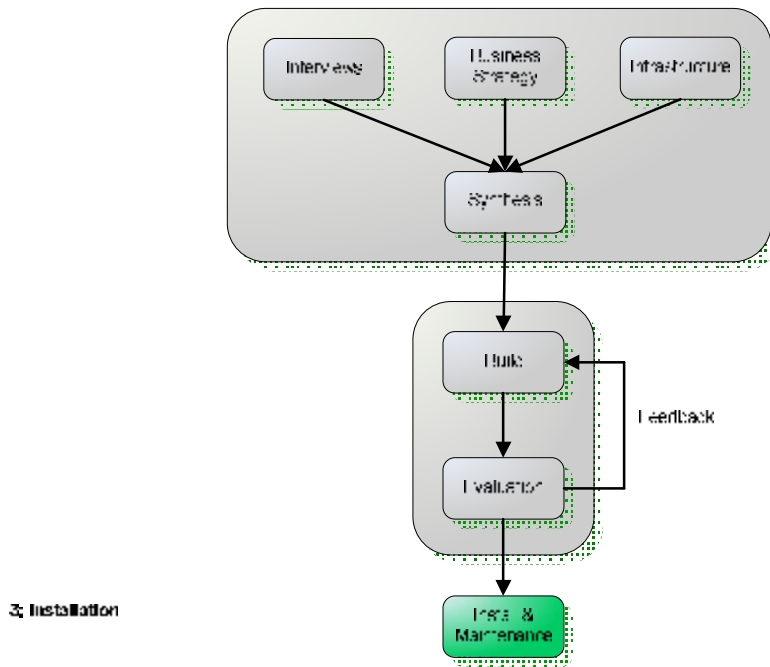 Interviews
Business
Strategy
Infrastructure
Synthesis
Build
Feedback
Evaluation
3; Installation
Install &
Maintenance